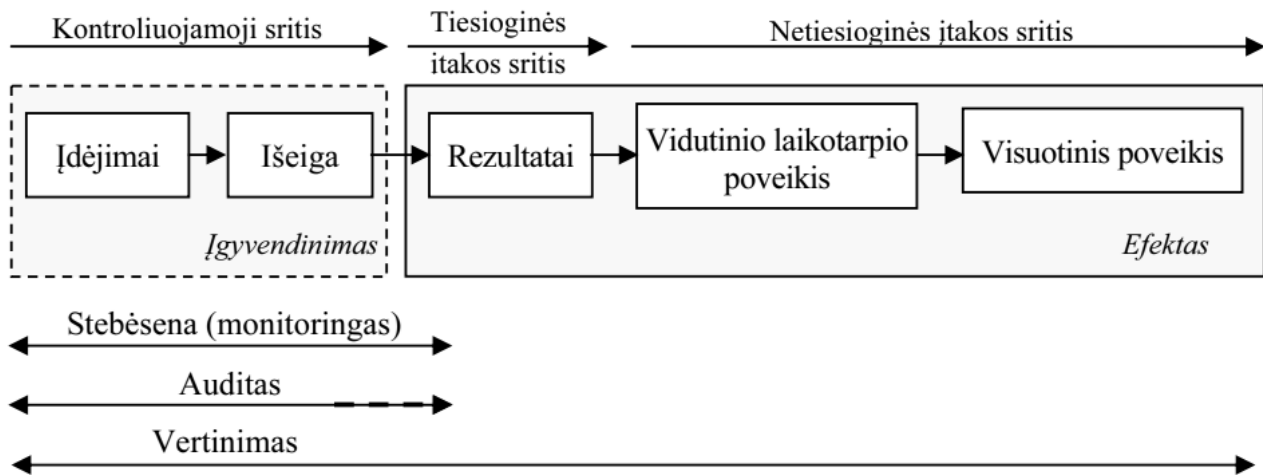 Kontroliuojamoji sritis
Tiesioginės
itakos sritis
Netiesioginės įtakos sritis
Įdėjimai
Išeiga
Rezultatai
Vidutinio laikotarpio
poveikis
Visuotinis poveikis
Įgyvendinimas
Efektas
Stebėsena (monitoringas)
Auditas
Vertinimas